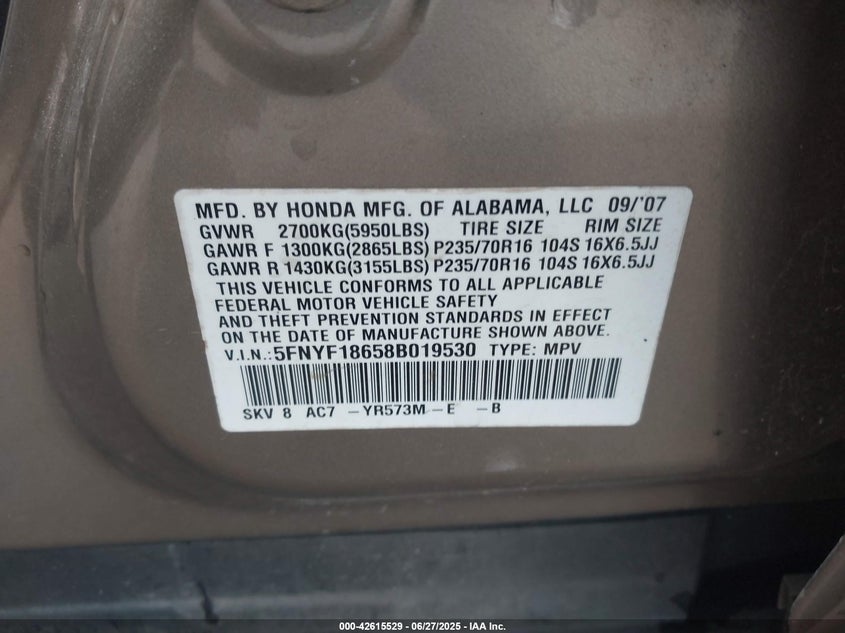 MFD. BY HONDA MFG. OF ALABAMA, LLC 09/'07
GVWR 2700KG(5950LBS) TIRE SIZE RIM SIZE
GAWR F 1300KG(2865LBS) P235/70R16 104S 16X6.5JJ
GAWR R 1430KG(3155LBS) P235/70R16 104S 16X6.5JJ
THIS VEHICLE CONFORMS TO ALL APPLICABLE
FEDERAL MOTOR VEHICLE SAFETY
AND THEFT PREVENTION STANDARDS IN EFFECT
ON THE DATE OF MANUFACTURE SHOWN ABOVE.
V.I.N.:5FNYF18658B019530 TYPE: MPV
SKV 8 AC7 -YR573M-E -B
000-42615529 - 06/27/2025 - IAA Inc.